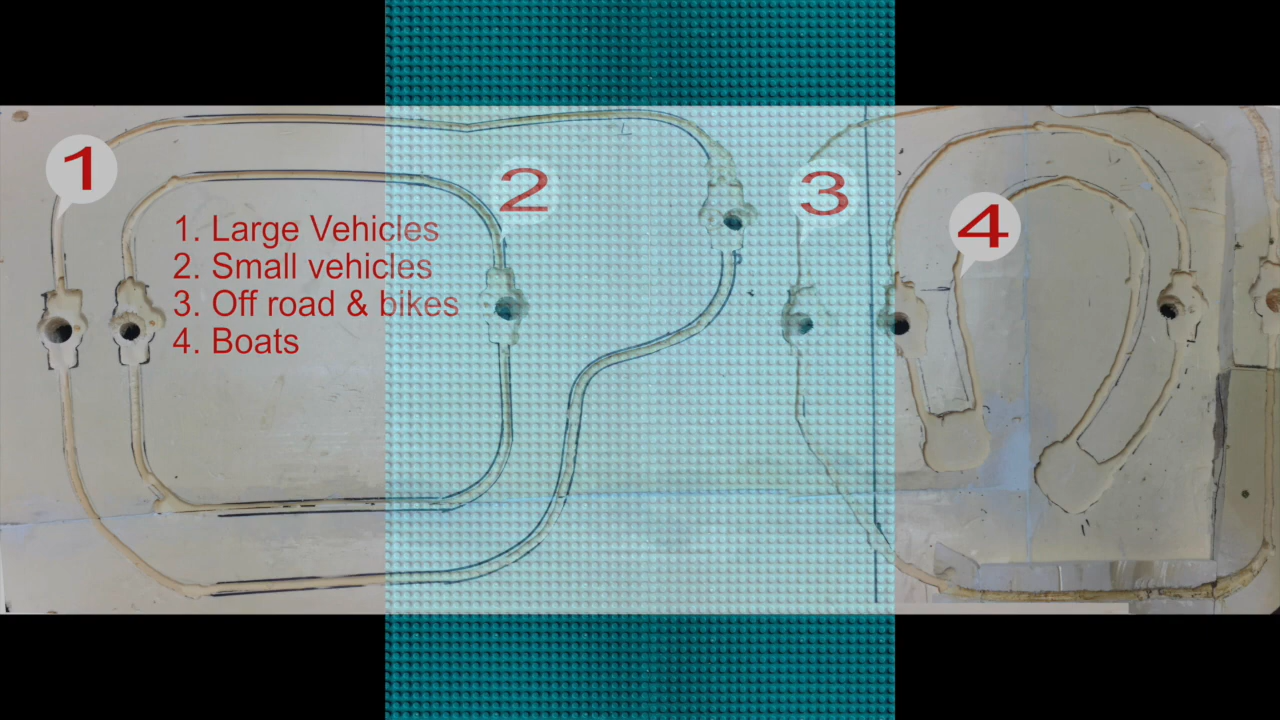 1
2
3
4
1. Large Vehicles
2. Small vehicles
3. Off road & bikes
4. Boats